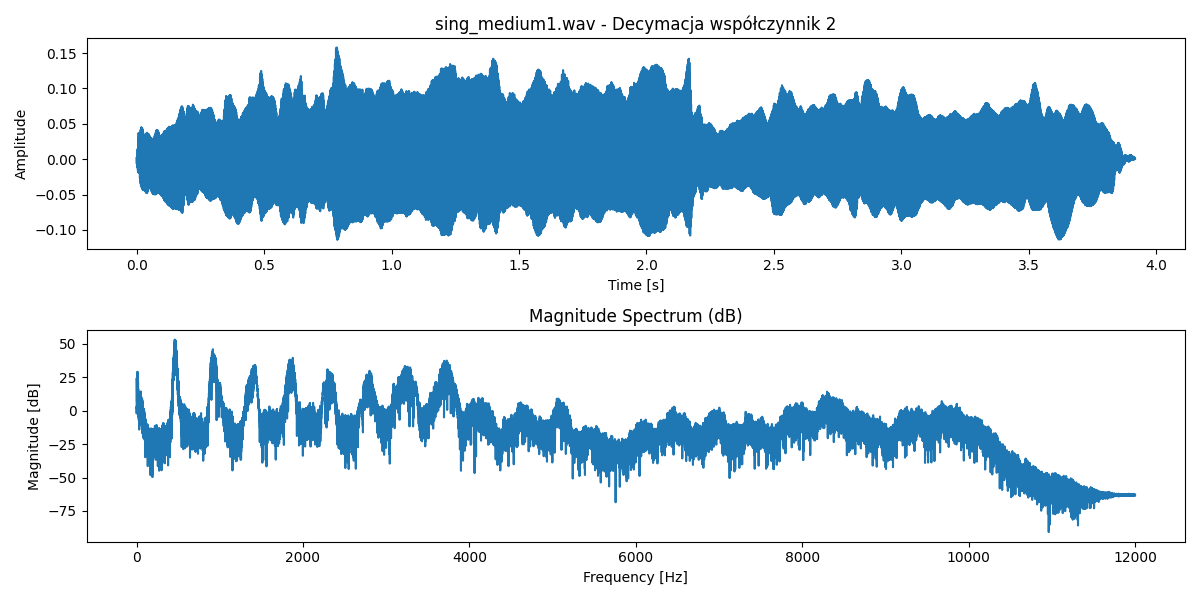 sing_medium1.wav - Decymacja współczynnik 2
Amplitude
0.15
0.10
0.05
0.00
−0.05
−0.10
0.0 0.5 1.0 1.5 2.0 2.5 3.0 3.5 4.0
Time [s]
Magnitude Spectrum (dB)
Magnitude [dB]
50
25
0
−25
−50
−75
0 2000 4000 6000 8000 10000 12000
Frequency [Hz]